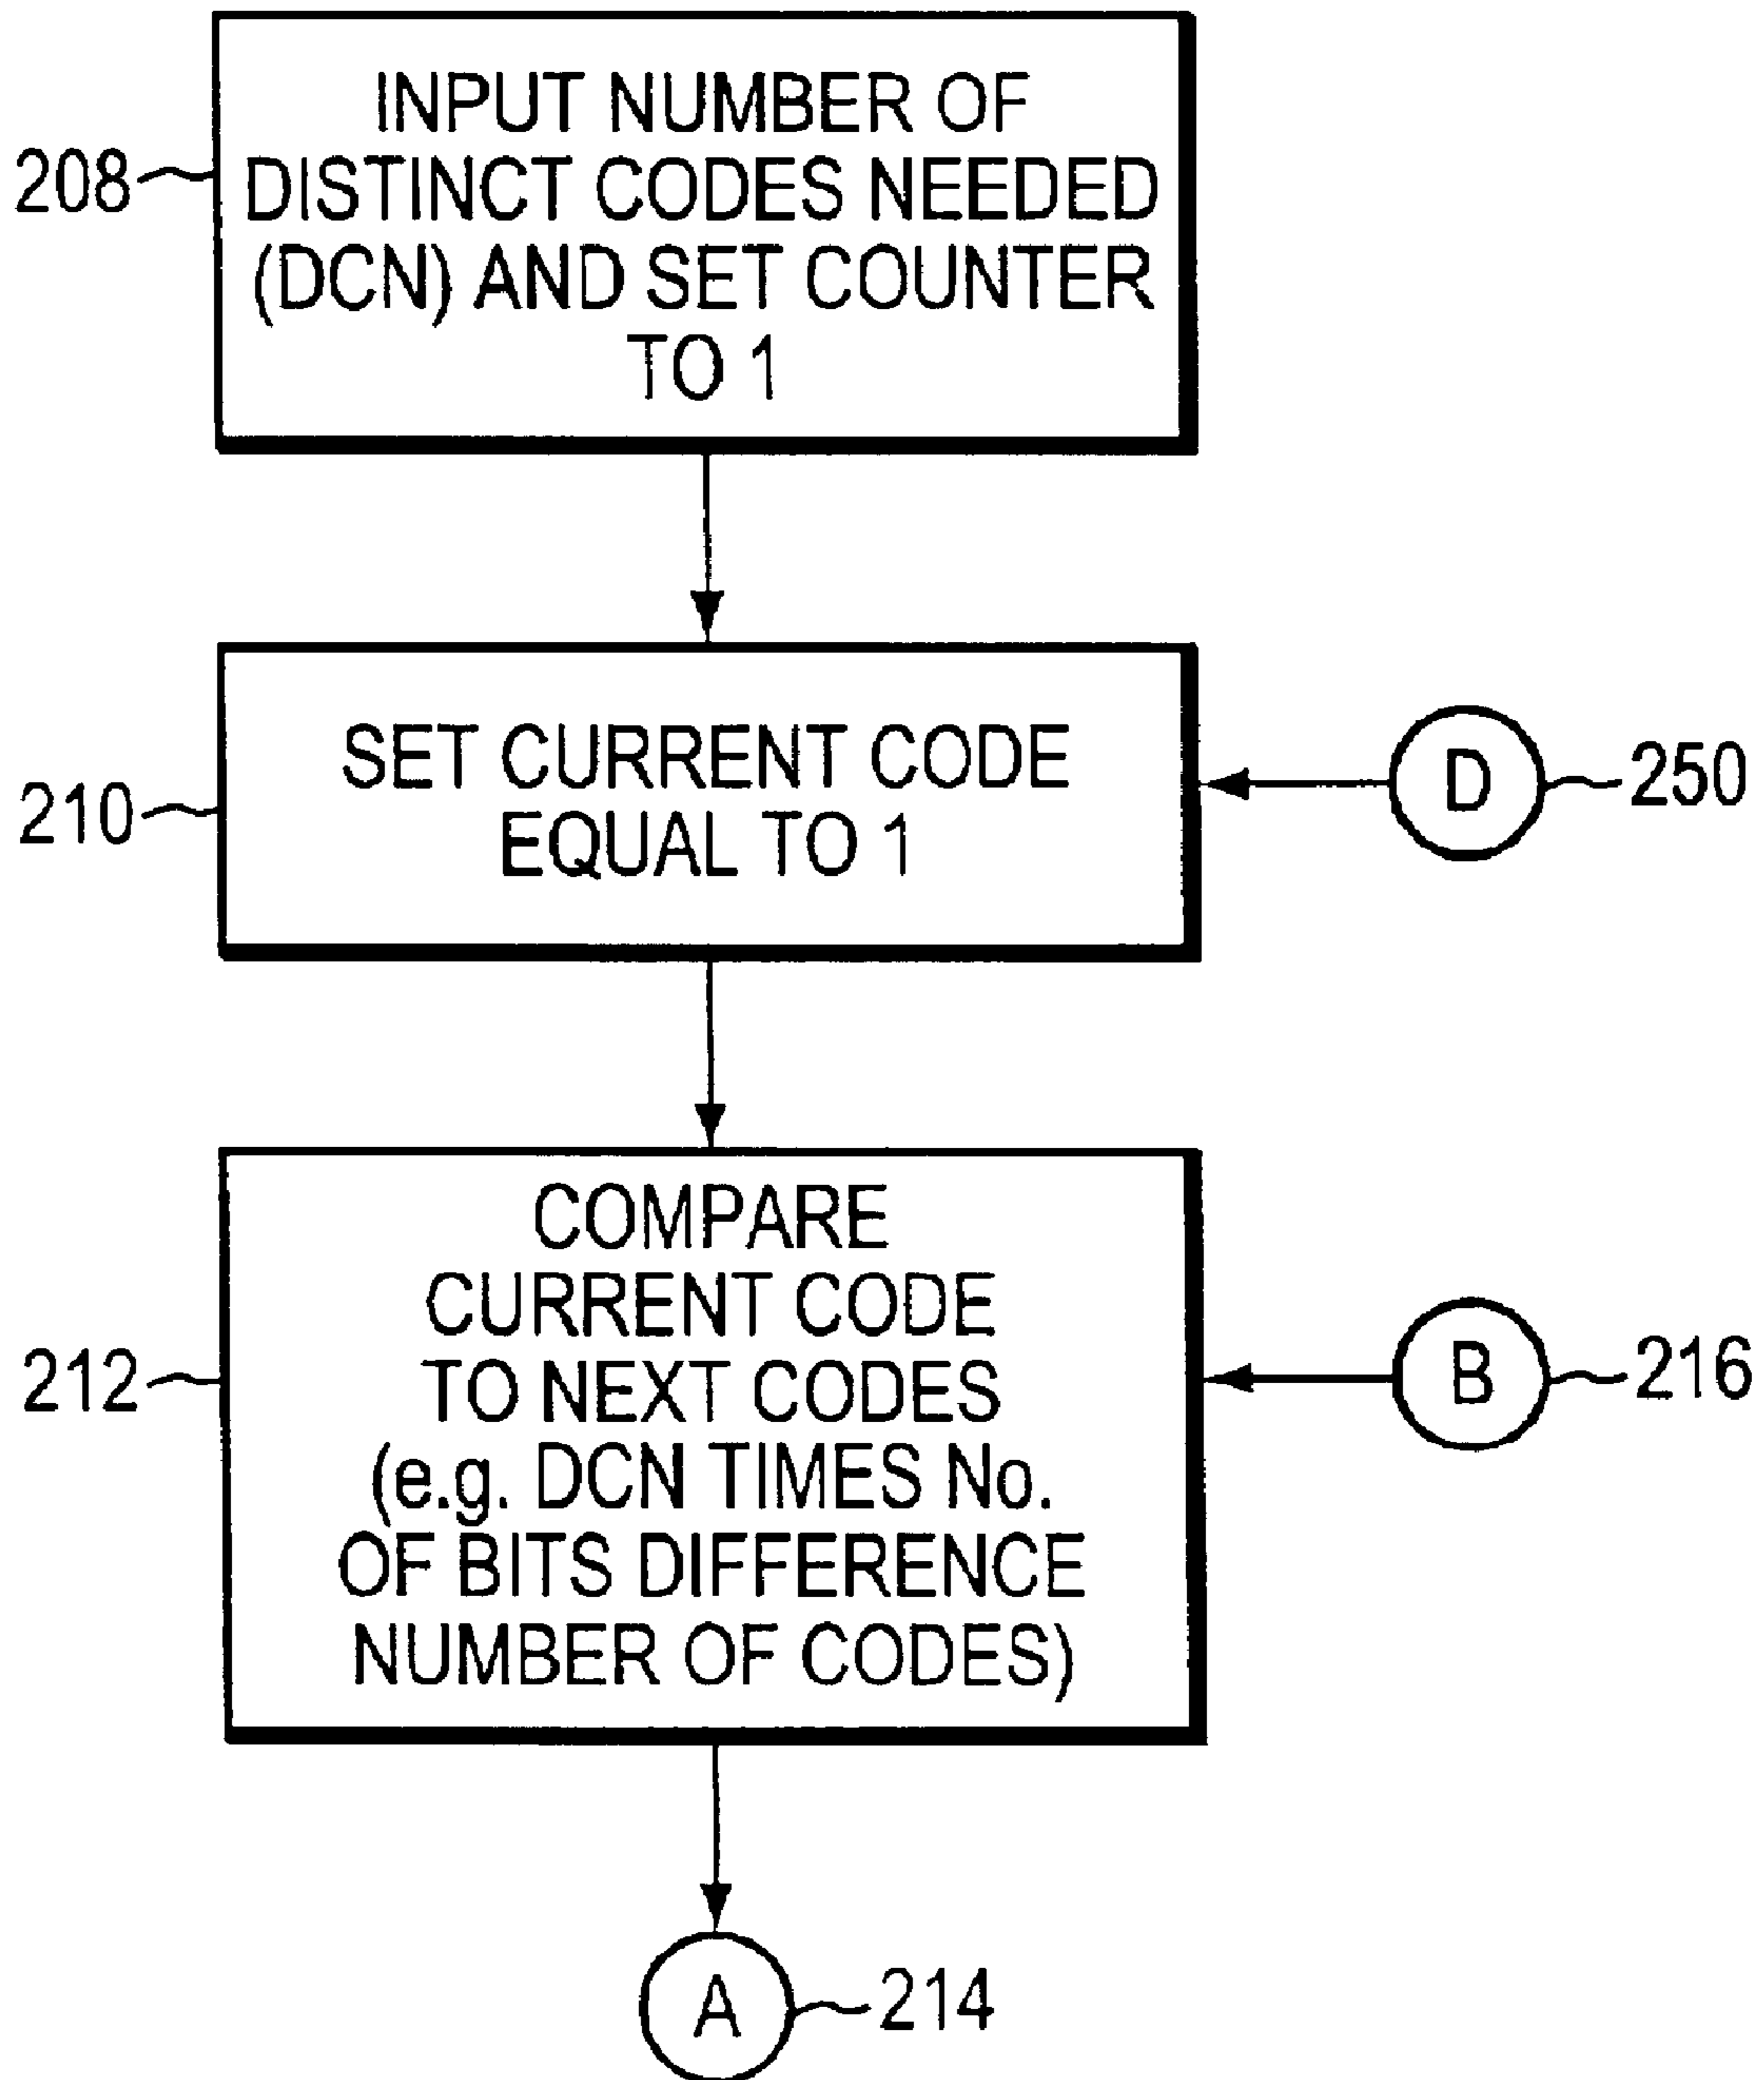 INPUT NUMBER OF
DISTINCT CODES NEEDED
(DCN) AND SET COUNTER
TO 1
208
SET CURRENT CODE
EQUAL TO 1
210
D
250
COMPARE
CURRENT CODE
TO NEXT CODES
(e.g. DCN TIMES No.
OF BITS DIFFERENCE
NUMBER OF CODES)
212
B
216
A
214